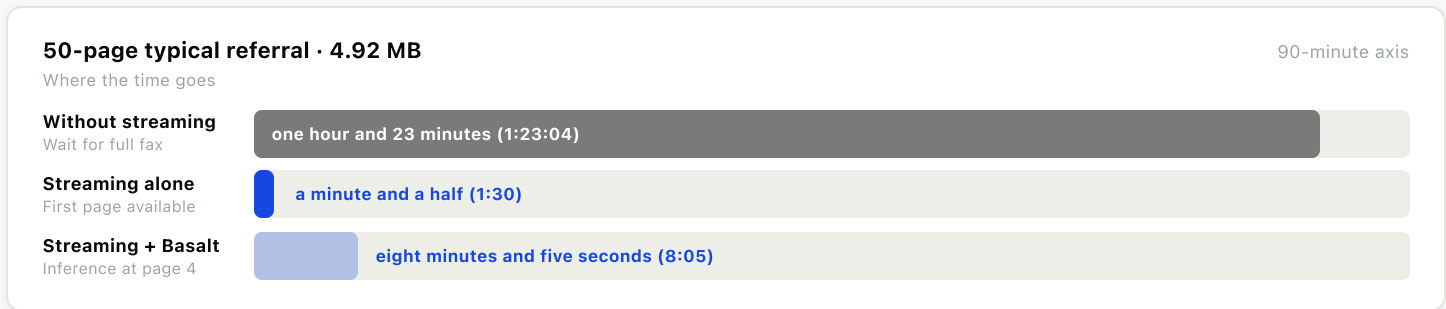 50-page typical referral · 4.92 MB
90-minute axis
Where the time goes
Without streaming
Wait for full fax
one hour and 23 minutes (1:23:04)
Streaming alone
First page available
a minute and a half (1:30)
Streaming + Basalt
Inference at page 4
eight minutes and five seconds (8:05)